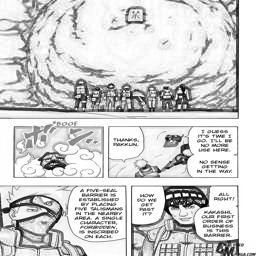 禁
*BOOF
I GUESS
IT'S TIME I
GO. I'LL BE
NO MORE
USE HERE.
NO SENSE
GETTING
IN THE
WAY.
THANKS,
PAKKUN.
ALL
RIGHT!
KAKASHI,
OUR FIRST
ORDER OF
BUSINESS
IS THIS
BARRIER.
HOW DO
WE GET
PAST
IT?
A FIVE-SEAL
BARRIER IS
ESTABLISHED
BY PLACING
FIVE TALISMANS
IN THE NEARBY
AREA. A SINGLE
CHARACTER,
FORBIDDEN,
IS INSCRIBED
ON EACH.